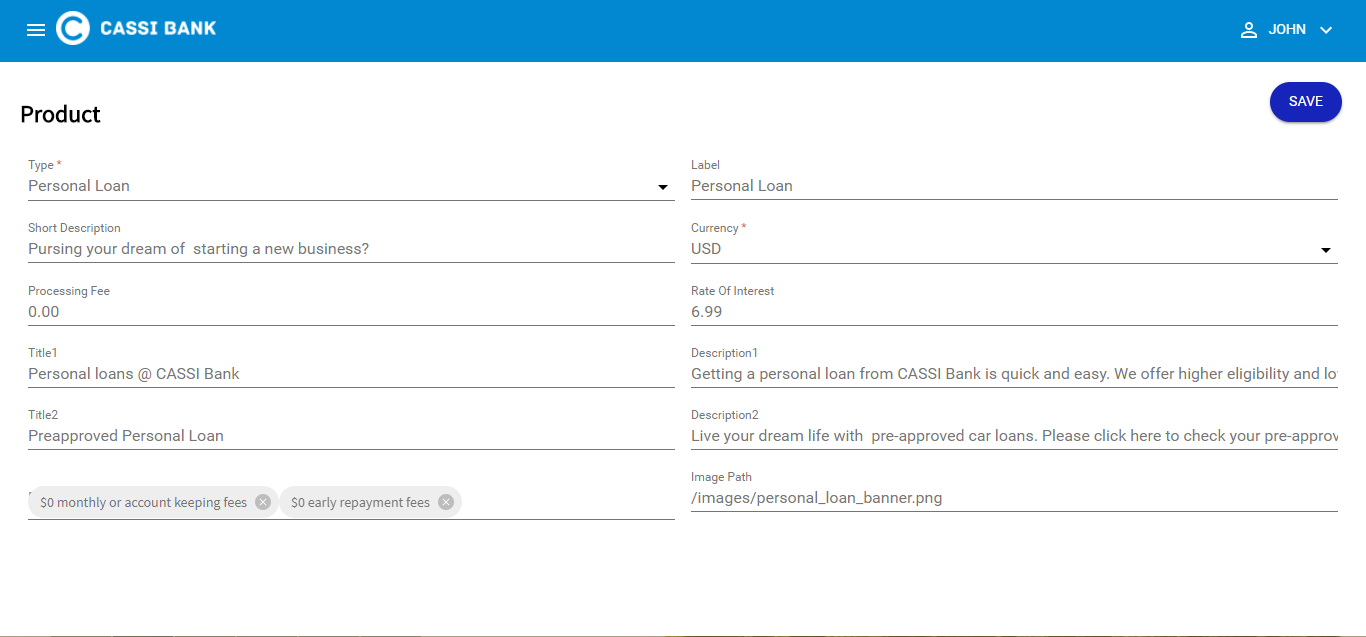 CASSI BANK
JOHN
Product
SAVE
Type *
Personal Loan
Label
Personal Loan
Short Description
Pursing your dream of  starting a new business?
Currency *
USD
Processing Fee
0.00
Rate Of Interest
6.99
Title1
Personal loans @ CASSI Bank
Description1
Getting a personal loan from CASSI Bank is quick and easy. We offer higher eligibility and lo
Title2
Preapproved Personal Loan
Description2
Live your dream life with  pre-approved car loans. Please click here to check your pre-approv
$0 monthly or account keeping fees
$0 early repayment fees
Image Path
/images/personal_loan_banner.png